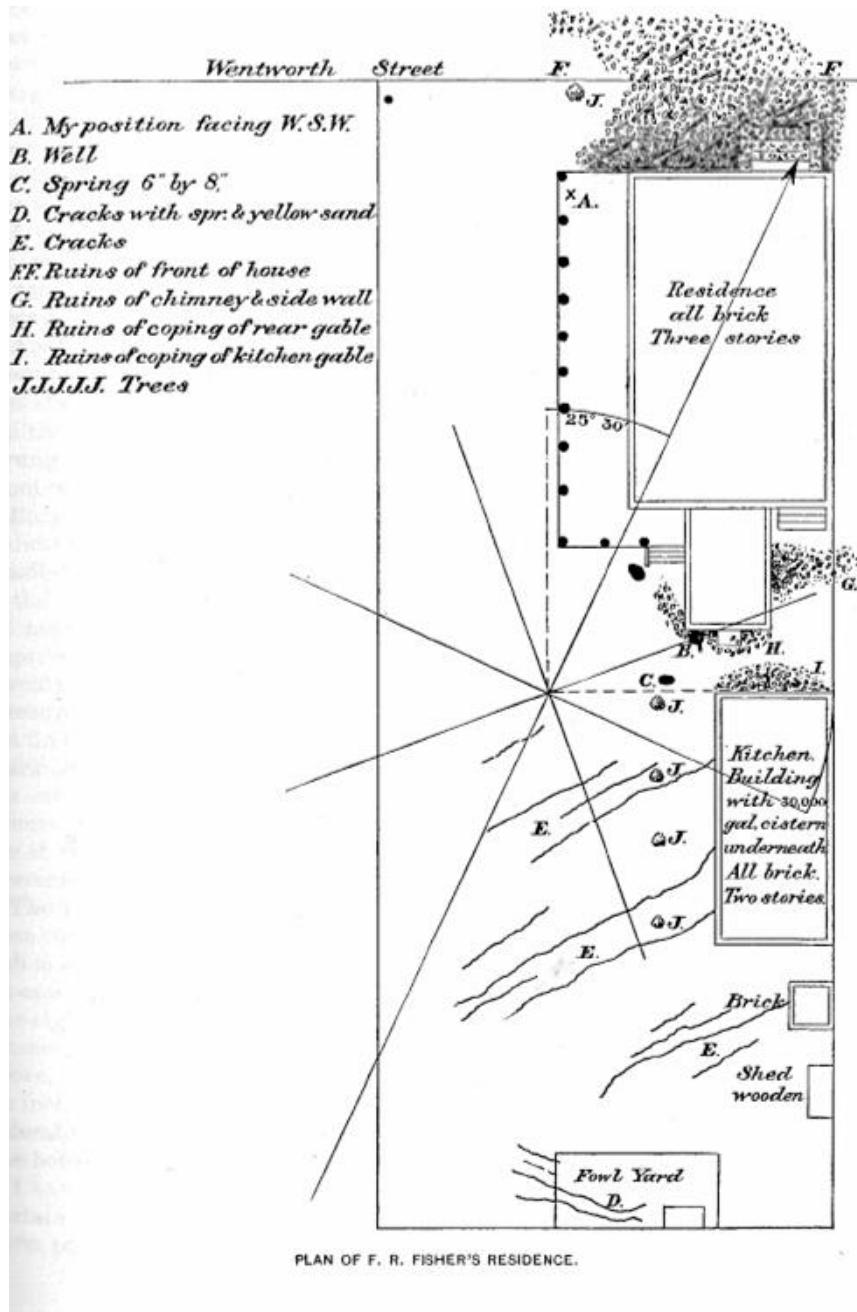 Wentworth Street F. F
J.
A. My position facing W.S.W.
B. Well
C. Spring 6" by 8"
D. Cracks with spr. & yellow sand
E. Cracks
F.F. Ruins of front of house
G. Ruins of chimney & side wall
H. Ruins of coping of rear gable
I. Ruins of coping of kitchen gable
J.J.J.J.J. Trees
A.
Residence
all brick
Three stories
25° 30'
G.
B. H.
I.
C.
J.
J.
J.
J.
Kitchen.
Building
with 30,000
gal. cistern
underneath
All brick.
Two stories.
E.
E.
Brick
E.
Shed
wooden
Fowl Yard
D.
PLAN OF F. R. FISHER'S RESIDENCE.